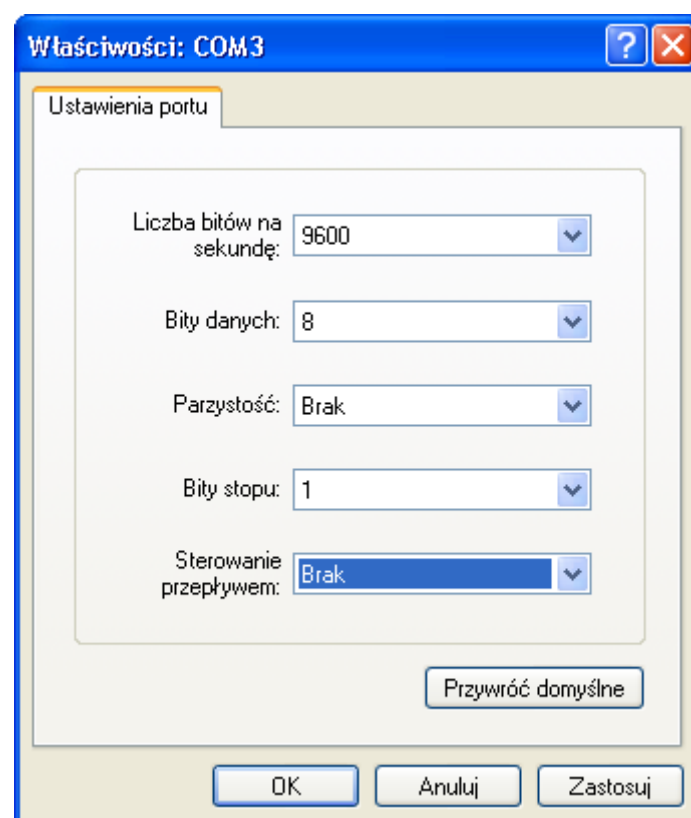 Właściwości: COM3
Ustawienia portu
Liczba bitów na
sekundę:
9600
Bity danych: 8
Parzystość: Brak
Bity stopu: 1
Sterowanie
przepływem:
Brak
Przywróć domyślne
OK Anuluj Zastosuj